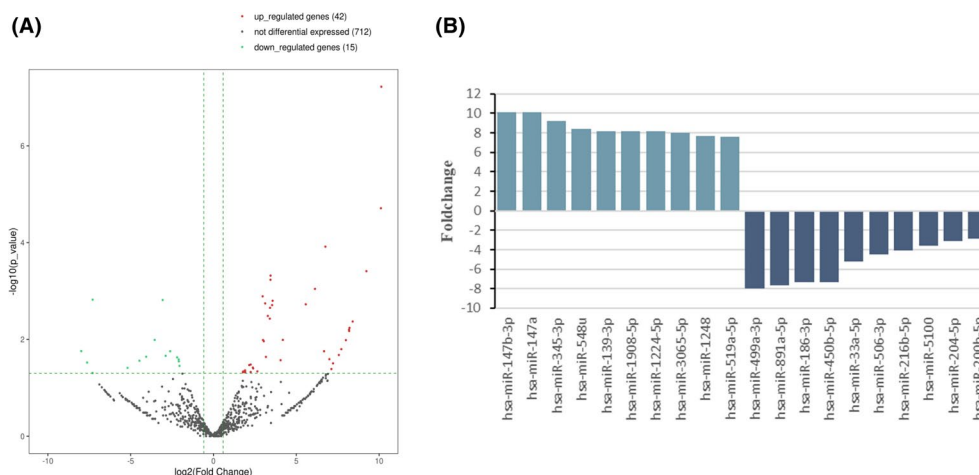 (A)
up_regulated genes (42)
not differential expressed (712)
down_regulated genes (15)
-log10(p_value)
6
4
2
0
-10
-5
0
5
10
log2(Fold Change)
(B)
Foldchange
12
10
8
6
4
2
0
-2
-4
-6
-8
-10
hsa-miR-147b-3p
hsa-miR-147a
hsa-miR-345-3p
hsa-miR-548u
hsa-miR-139-3p
hsa-miR-1908-5p
hsa-miR-1224-5p
hsa-miR-3065-5p
hsa-miR-1248
hsa-miR-519a-5p
hsa-miR-499a-3p
hsa-miR-891a-5p
hsa-miR-186-3p
hsa-miR-450b-5p
hsa-miR-33a-5p
hsa-miR-506-3p
hsa-miR-216b-5p
hsa-miR-5100
hsa-miR-204-5p